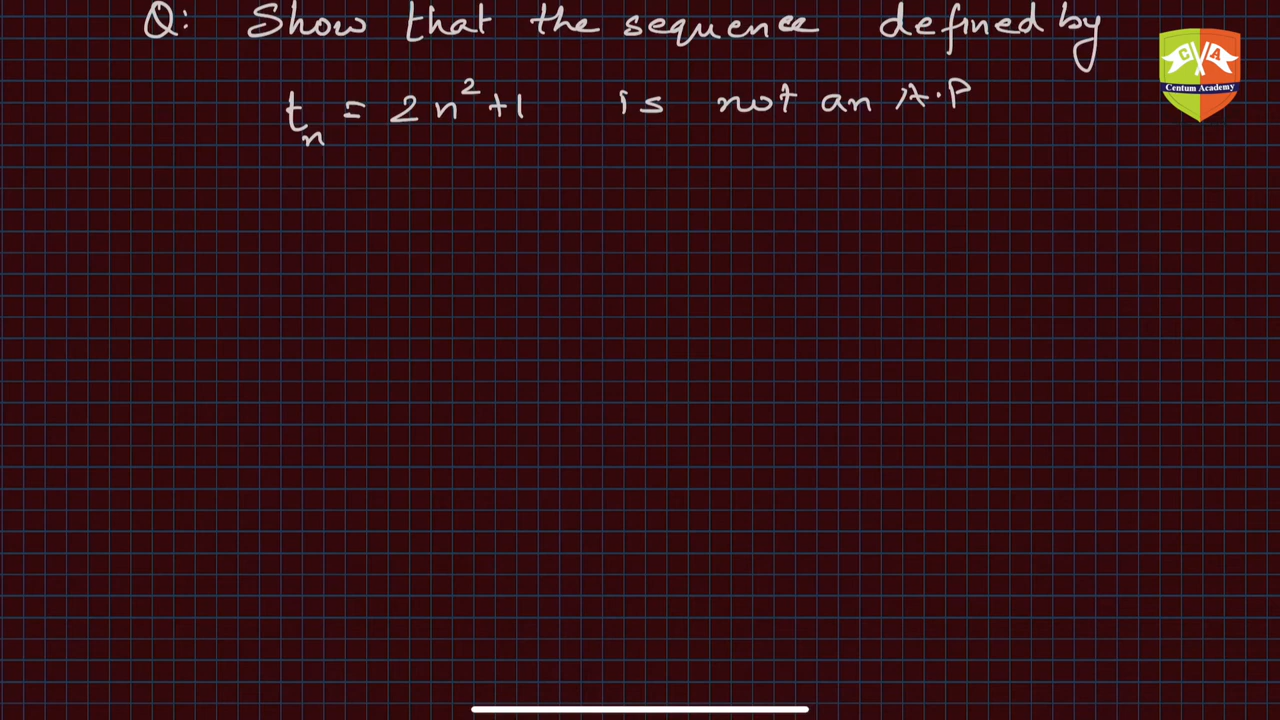 Q: Show that the sequence defined by
tₙ = 2n² + 1 is not an A.P
C A
Centum Academy